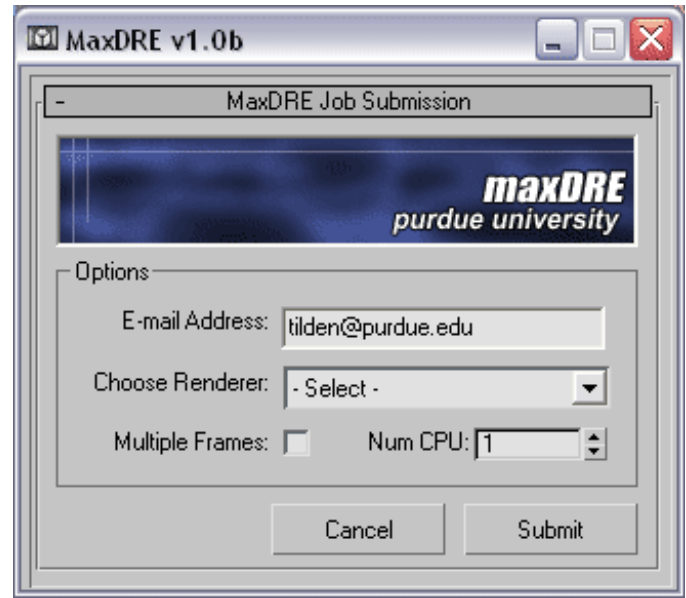 MaxDRE v1.0b
- MaxDRE Job Submission
maxDRE
purdue university
Options
E-mail Address: tilden@purdue.edu
Choose Renderer: - Select -
Multiple Frames: Num CPU: 1
Cancel Submit